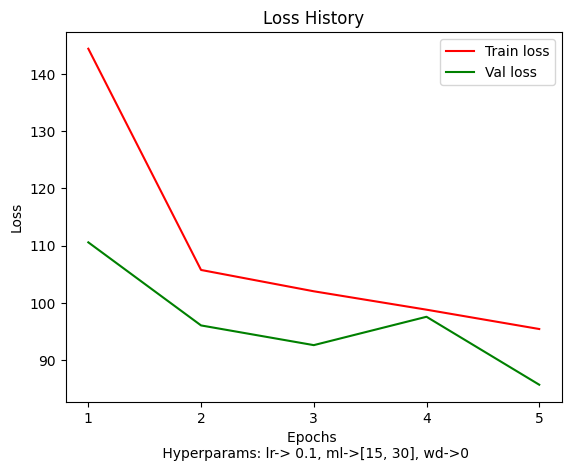 Loss History
Train loss
Val loss
140
130
120
110
100
90
Loss
1 2 3 4 5
Epochs
Hyperparams: lr-> 0.1, ml->[15, 30], wd->0